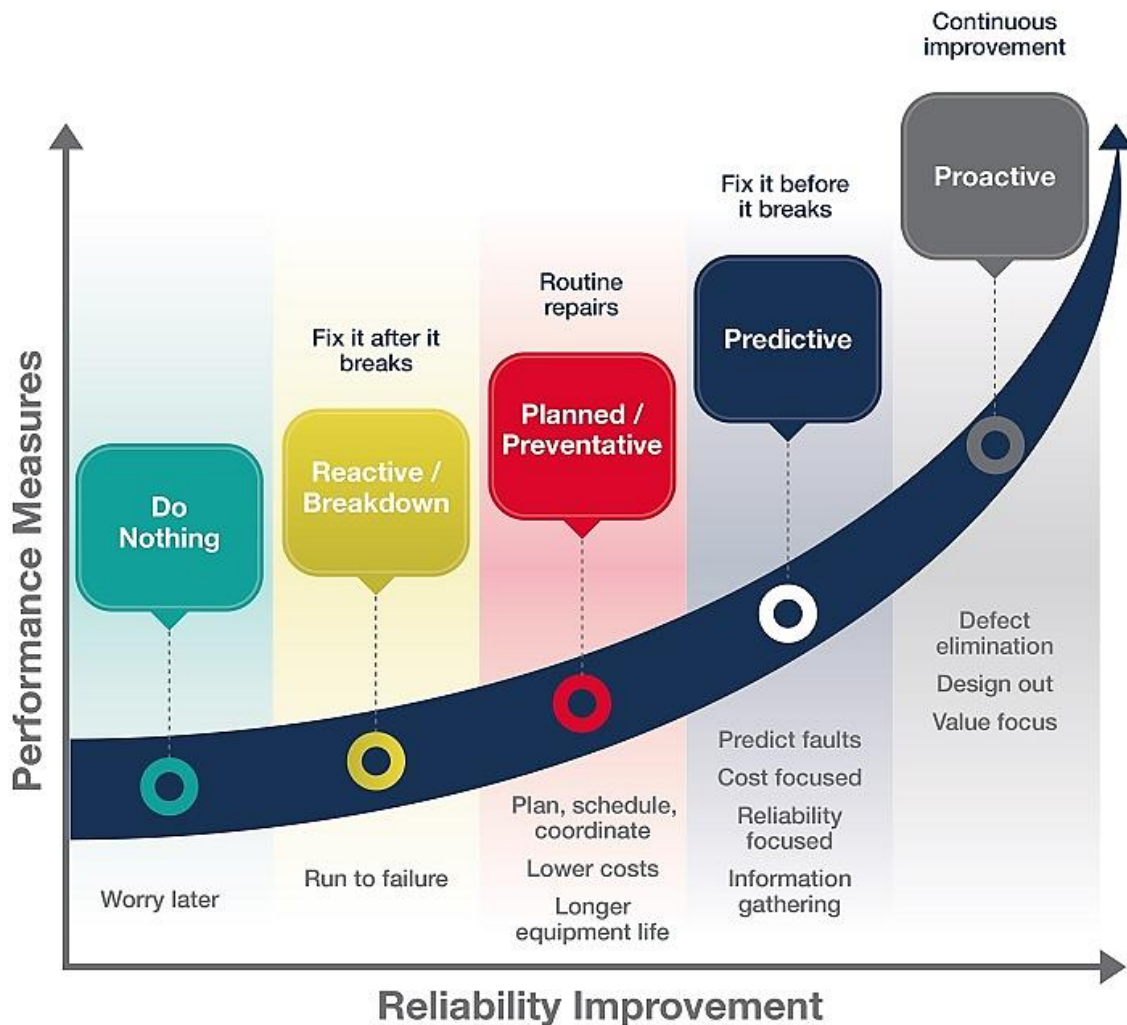 Continuous
improvement
Proactive
Fix it before
it breaks
Predictive
Routine
repairs
Planned /
Preventative
Fix it after it
breaks
Reactive /
Breakdown
Do
Nothing
Performance Measures
Worry later
Run to failure
Plan, schedule,
coordinate
Lower costs
Longer
equipment life
Predict faults
Cost focused
Reliability
focused
Information
gathering
Defect
elimination
Design out
Value focus
Reliability Improvement